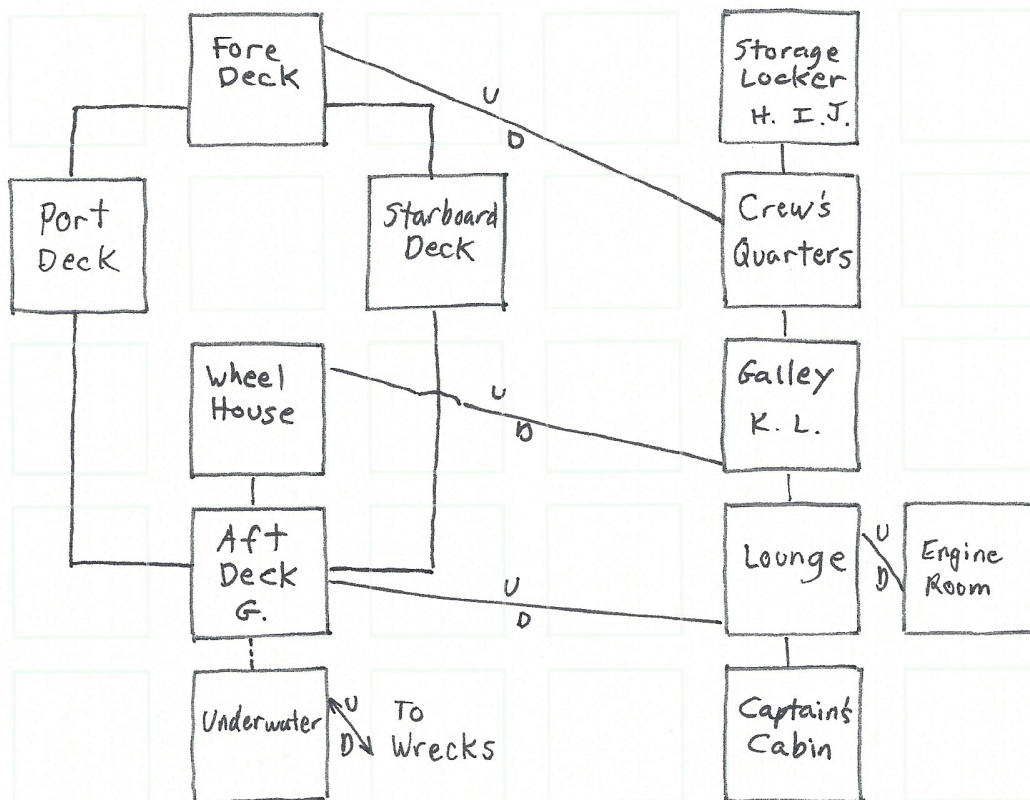 Fore
Deck
Storage
Locker
H. I. J.
U
D
Port
Deck
Starboard
Deck
Crew's
Quarters
Wheel
House
U
D
Galley
K. L.
Aft
Deck
G.
U
D
Lounge
U
D
Engine
Room
Underwater
U
D
To
Wrecks
Captain's
Cabin